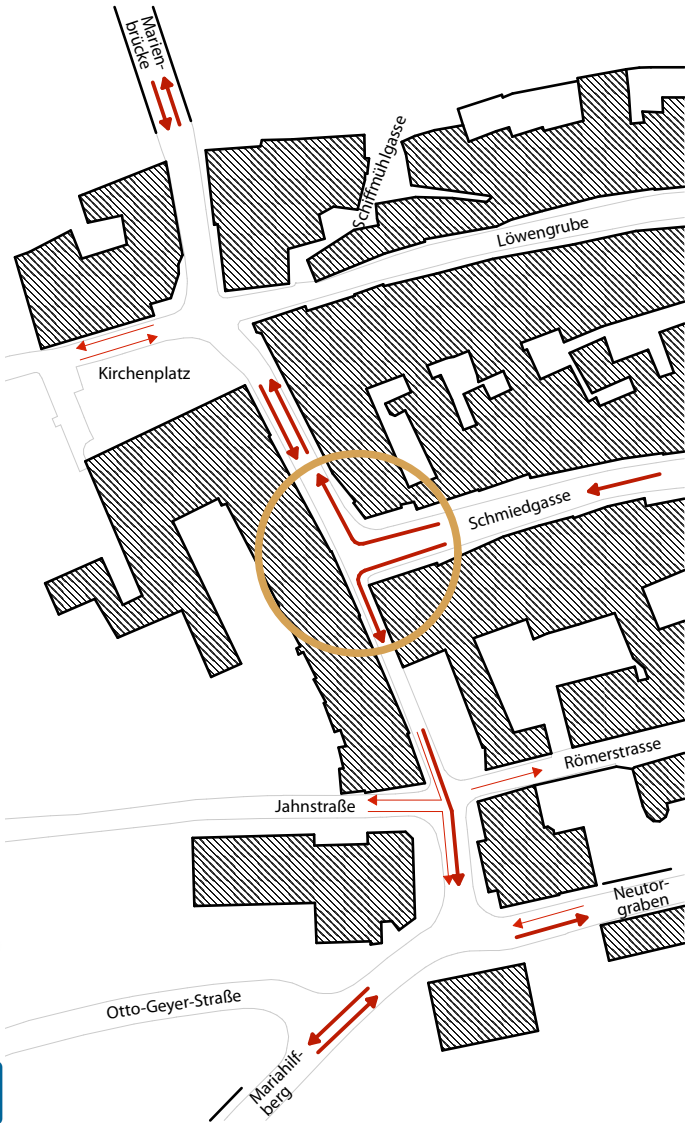 Marien-
brücke
Schiffmühlgasse
Löwengrube
Kirchenplatz
Schmiedgasse
Römerstrasse
Jahnstraße
Neutor-
graben
Otto-Geyer-Straße
Mariahilf-
berg